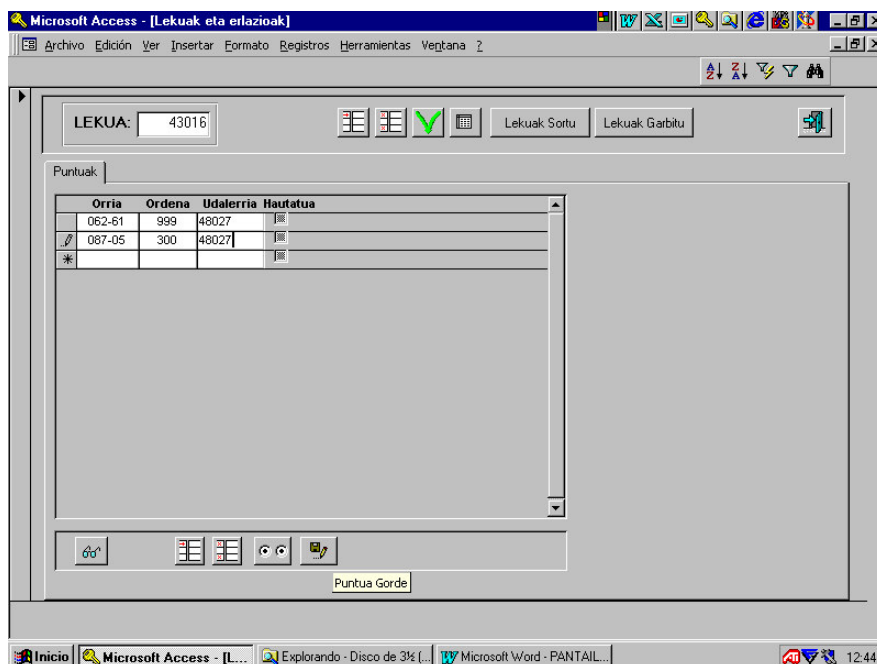 Microsoft Access - [Lekuak eta erlazioak]
Archivo Edición Ver Insertar Formato Registros Herramientas Ventana ?
LEKUA: 43016 Lekuak Sortu Lekuak Garbitu
Puntuak
Orria Ordena Udalerria Hautatua
062-61 999 48027
087-05 300 48027
Puntua Gorde
Inicio Microsoft Access - [L... Explorando - Disco de 3½ (... Microsoft Word - PANTAIL... 12:44